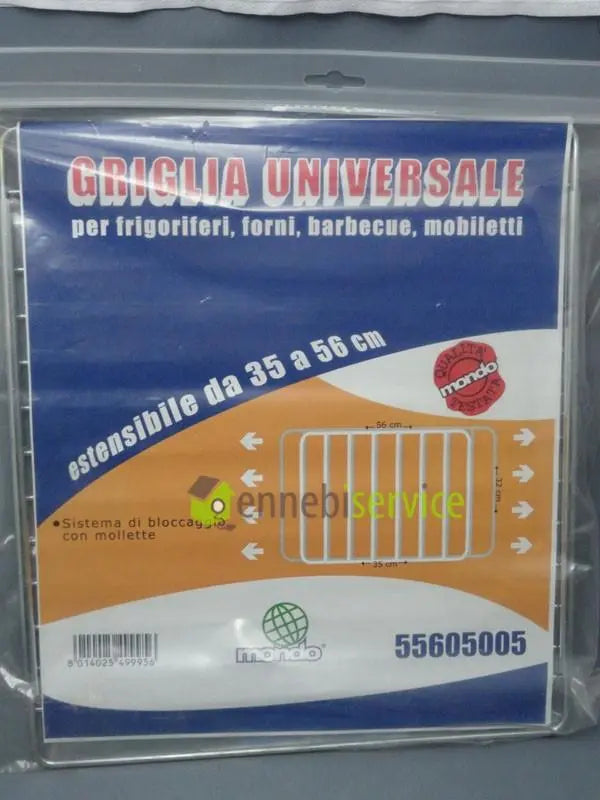 GRIGLIA UNIVERSALE
per frigoriferi, forni, barbecue, mobiletti
estensibile da 35 a 56 cm
QUALITA'
mondo
TESTATA
56 cm
32 cm
ennebiservice
•Sistema di bloccaggio
con mollette
35 cm
mondo
55605005
8 014025 499956